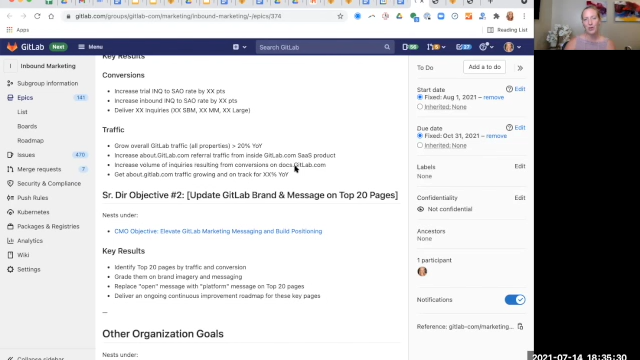 gitlab.com/groups/gitlab-com/marketing/inbound-marketing/-/epics/374
Reading List
GitLab
Next
Menu
Search GitLab
Inbound Marketing
Subgroup information
Epics 141
List
Boards
Roadmap
Issues 470
Merge requests 7
Security & Compliance
Push Rules
Kubernetes
Packages & Registries
Analytics
Wiki
Settings
Collapse sidebar
Key Results
Conversions
Increase trial INQ to SAO rate by XX pts
Increase inbound INQ to SAO rate by XX pts
Deliver XX Inquiries (XX SBM, XX MM, XX Large)
Traffic
Grow overall GitLab traffic (all properties) > 20% YoY
Increase about.GitLab.com referral traffic from inside GitLab.com SaaS product
Increase volume of inquiries resulting from conversions on docs.GitLab.com
Get about.gitlab.com traffic growing and on track for XX% YoY
Sr. Dir Objective #2: [Update GitLab Brand & Message on Top 20 Pages]
Nests under:
CMO Objective: Elevate GitLab Marketing Messaging and Build Positioning
Key Results
Identify Top 20 pages by traffic and conversion
Grade them on brand imagery and messaging
Replace "open" message with "platform" message on Top 20 pages
Deliver an ongoing continuous improvement roadmap for these key pages
—
Other Organization Goals
Nests under:
To Do
Add a to do
Start date
Edit
Fixed: Aug 1, 2021 - remove
Inherited: None
Due date
Edit
Fixed: Oct 31, 2021 - remove
Inherited: None
Labels
Edit
None
Confidentiality
Edit
Not confidential
Ancestors
None
1 participant
Notifications
Reference: gitlab-com/marketing...
2021-07-14 18:35:30